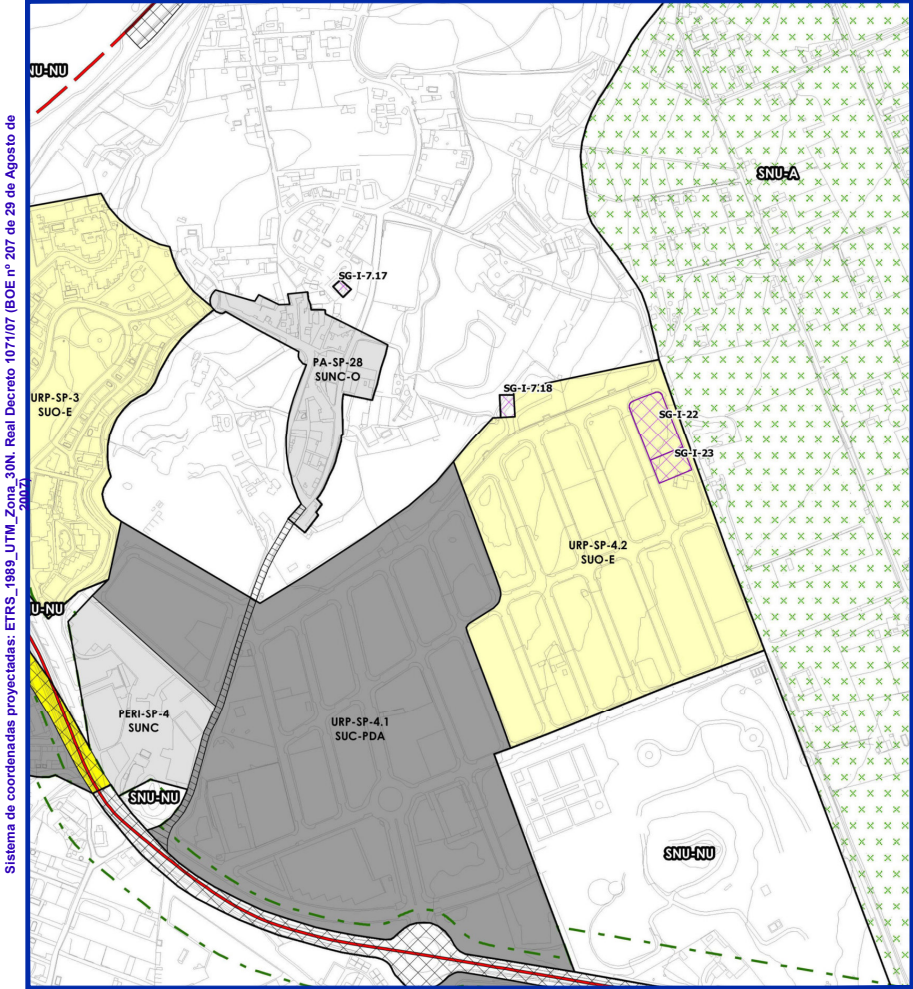 Sistema de coordenadas proyectadas: ETRS_1989_UTM_Zona_30N. Real Decreto 1071/07 (BOE nº 207 de 29 de Agosto de
2007)
NU-NU
SNU-A
SG-I-7.17
PA-SP-28
SUNC-O
URP-SP-3
SUO-E
SG-I-7.18
SG-I-22
SG-I-23
URP-SP-4.2
SUO-E
U-NU
PERI-SP-4
SUNC
URP-SP-4.1
SUC-PDA
SNU-NU
SNU-NU